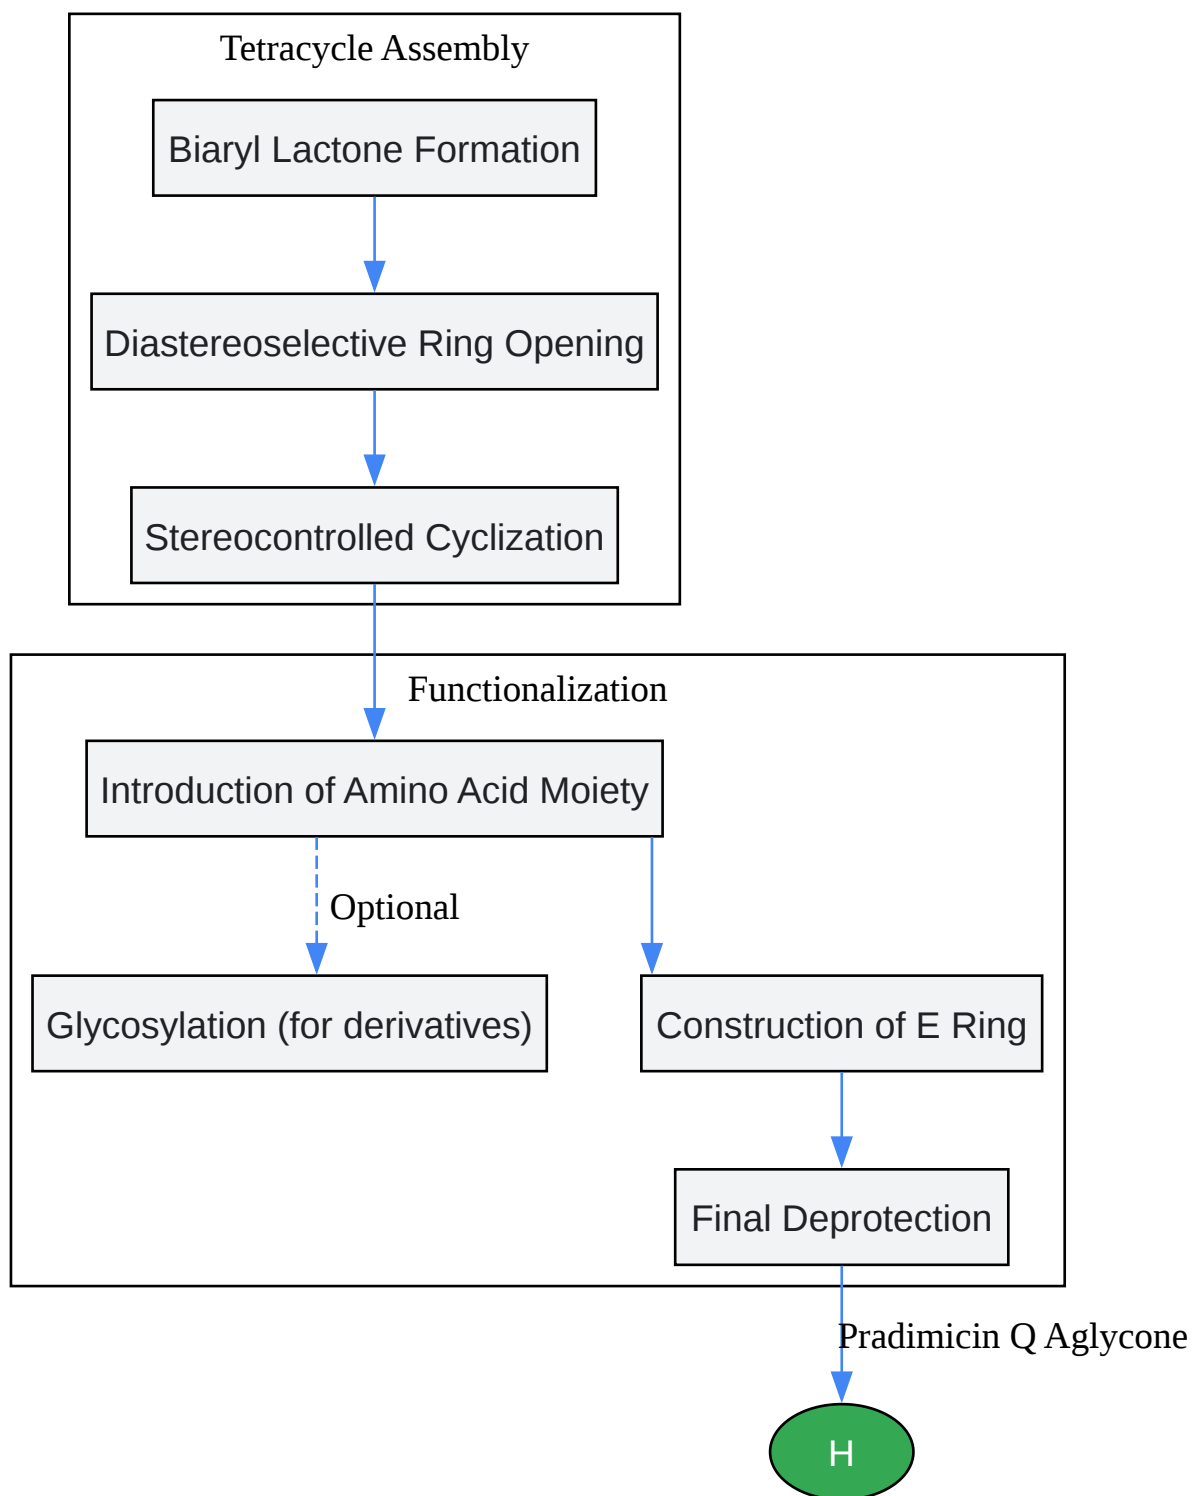 Tetracycle Assembly
Biaryl Lactone Formation
Diastereoselective Ring Opening
Stereocontrolled Cyclization
Functionalization
Introduction of Amino Acid Moiety
Optional
Glycosylation (for derivatives)
Construction of E Ring
Final Deprotection
Pradimicin Q Aglycone
H